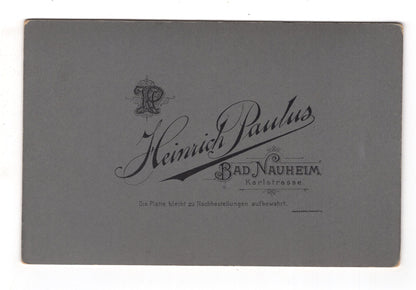 HP
Heinrich Paulus
BAD NAUHEIM,
Karlstrasse.
Die Platte bleibt zu Nachbestellungen aufbewahrt.